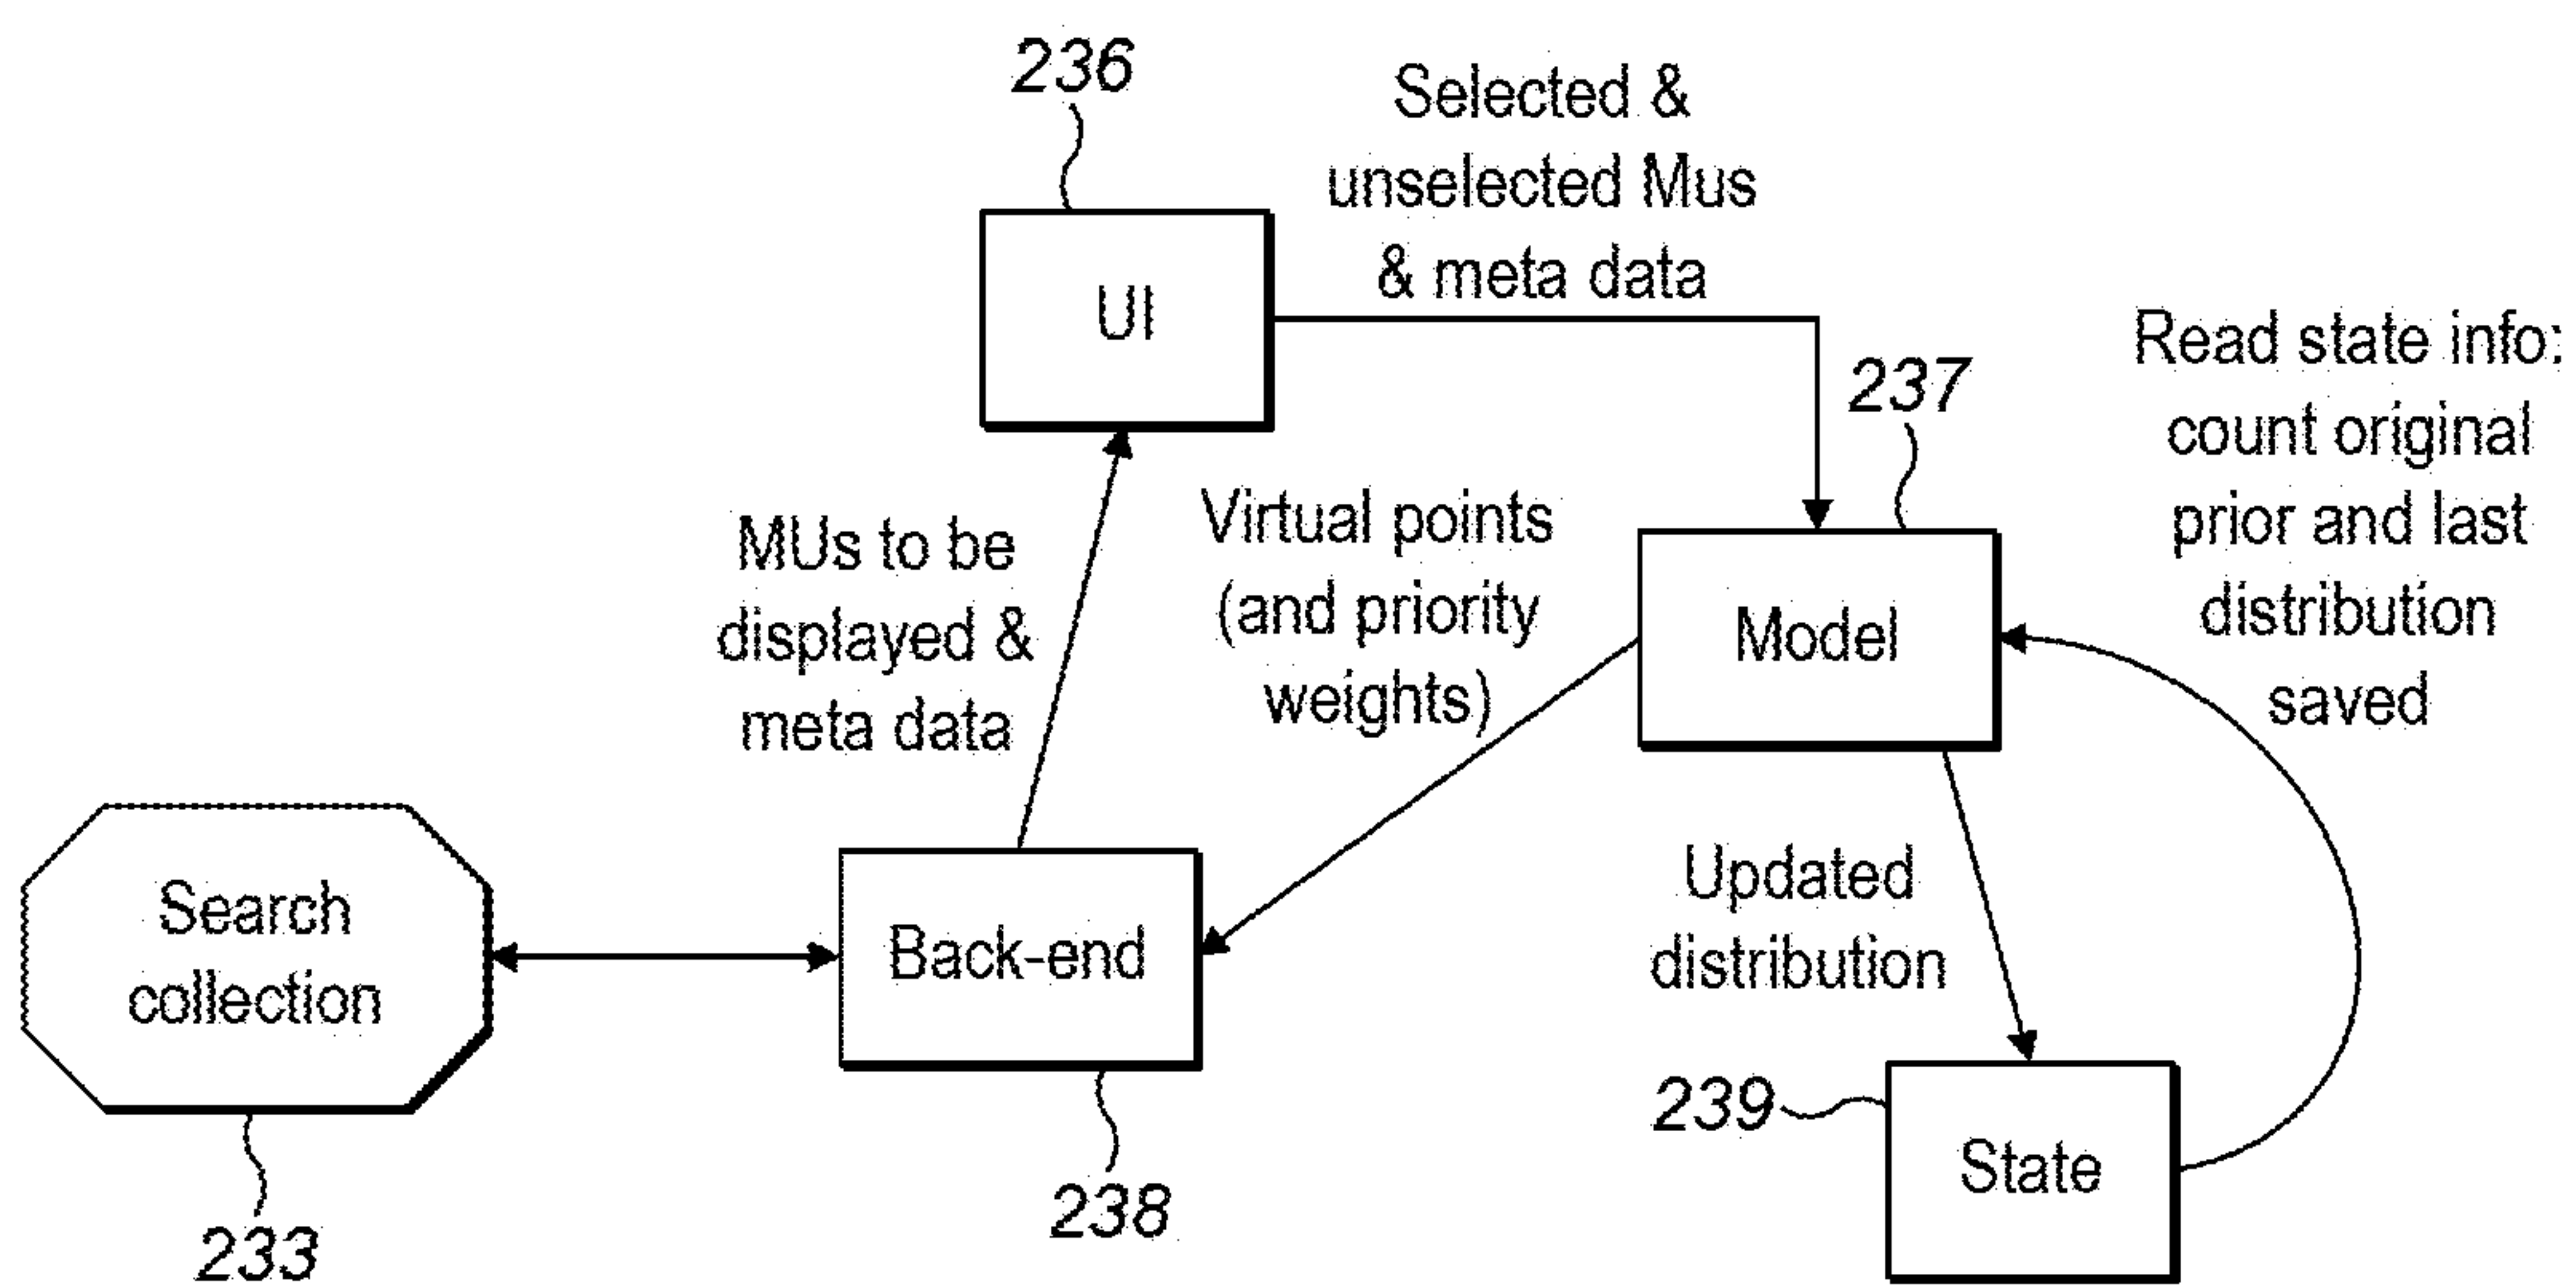 236
Selected &
unselected Mus
& meta data
UI
237
Read state info:
count original
prior and last
distribution
saved
MUs to be
displayed &
meta data
Virtual points
(and priority
weights)
Model
Search
collection
Back-end
Updated
distribution
239
State
238
233